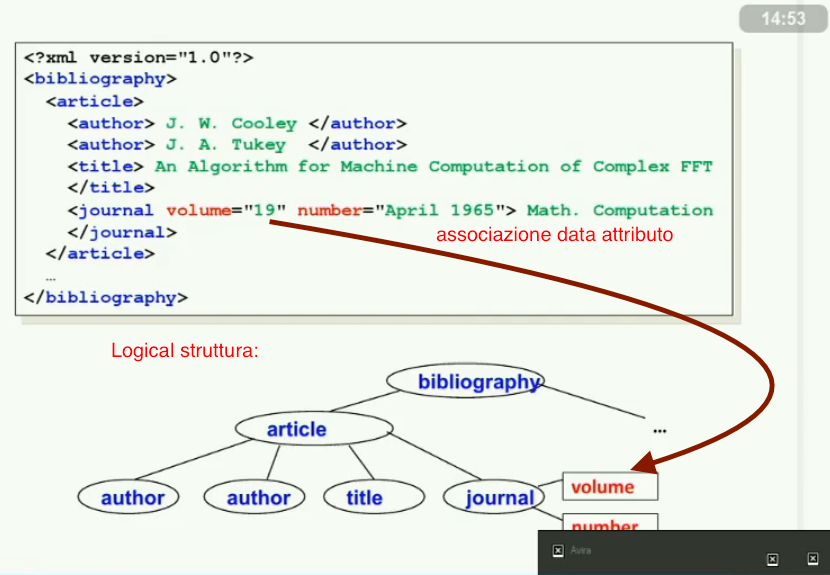 14:53
<?xml version="1.0"?>
<bibliography>
<article>
<author> J. W. Cooley </author>
<author> J. A. Tukey </author>
<title> An Algorithm for Machine Computation of Complex FFT
</title>
<journal volume="19" number="April 1965"> Math. Computation
</journal>
associazione data attributo
</article>
…
</bibliography>
Logical struttura:
bibliography
article
...
author author title journal volume
number
Avira